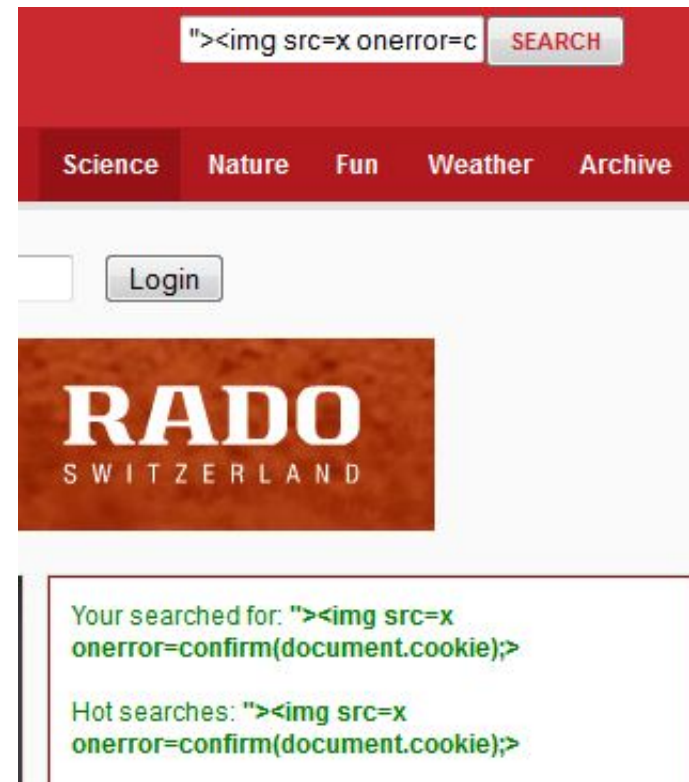 "><img src=x onerror=c SEARCH
Science Nature Fun Weather Archive
Login
RADO
SWITZERLAND
Your searched for: "><img src=x
onerror=confirm(document.cookie);>
Hot searches: "><img src=x
onerror=confirm(document.cookie);>